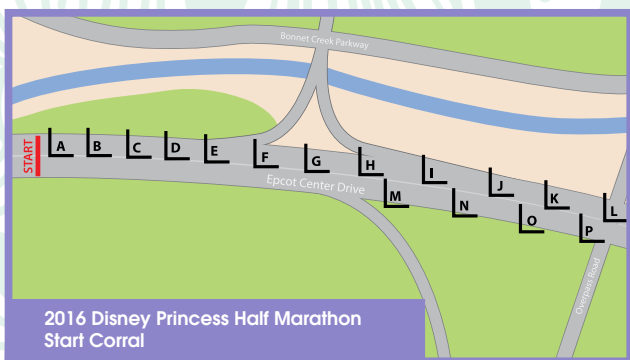 Bonnet Creek Parkway
START
A
B
C
D
E
F
G
H
I
J
K
L
Epcot Center Drive
M
N
O
P
Overpass Road
2016 Disney Princess Half Marathon
Start Corral